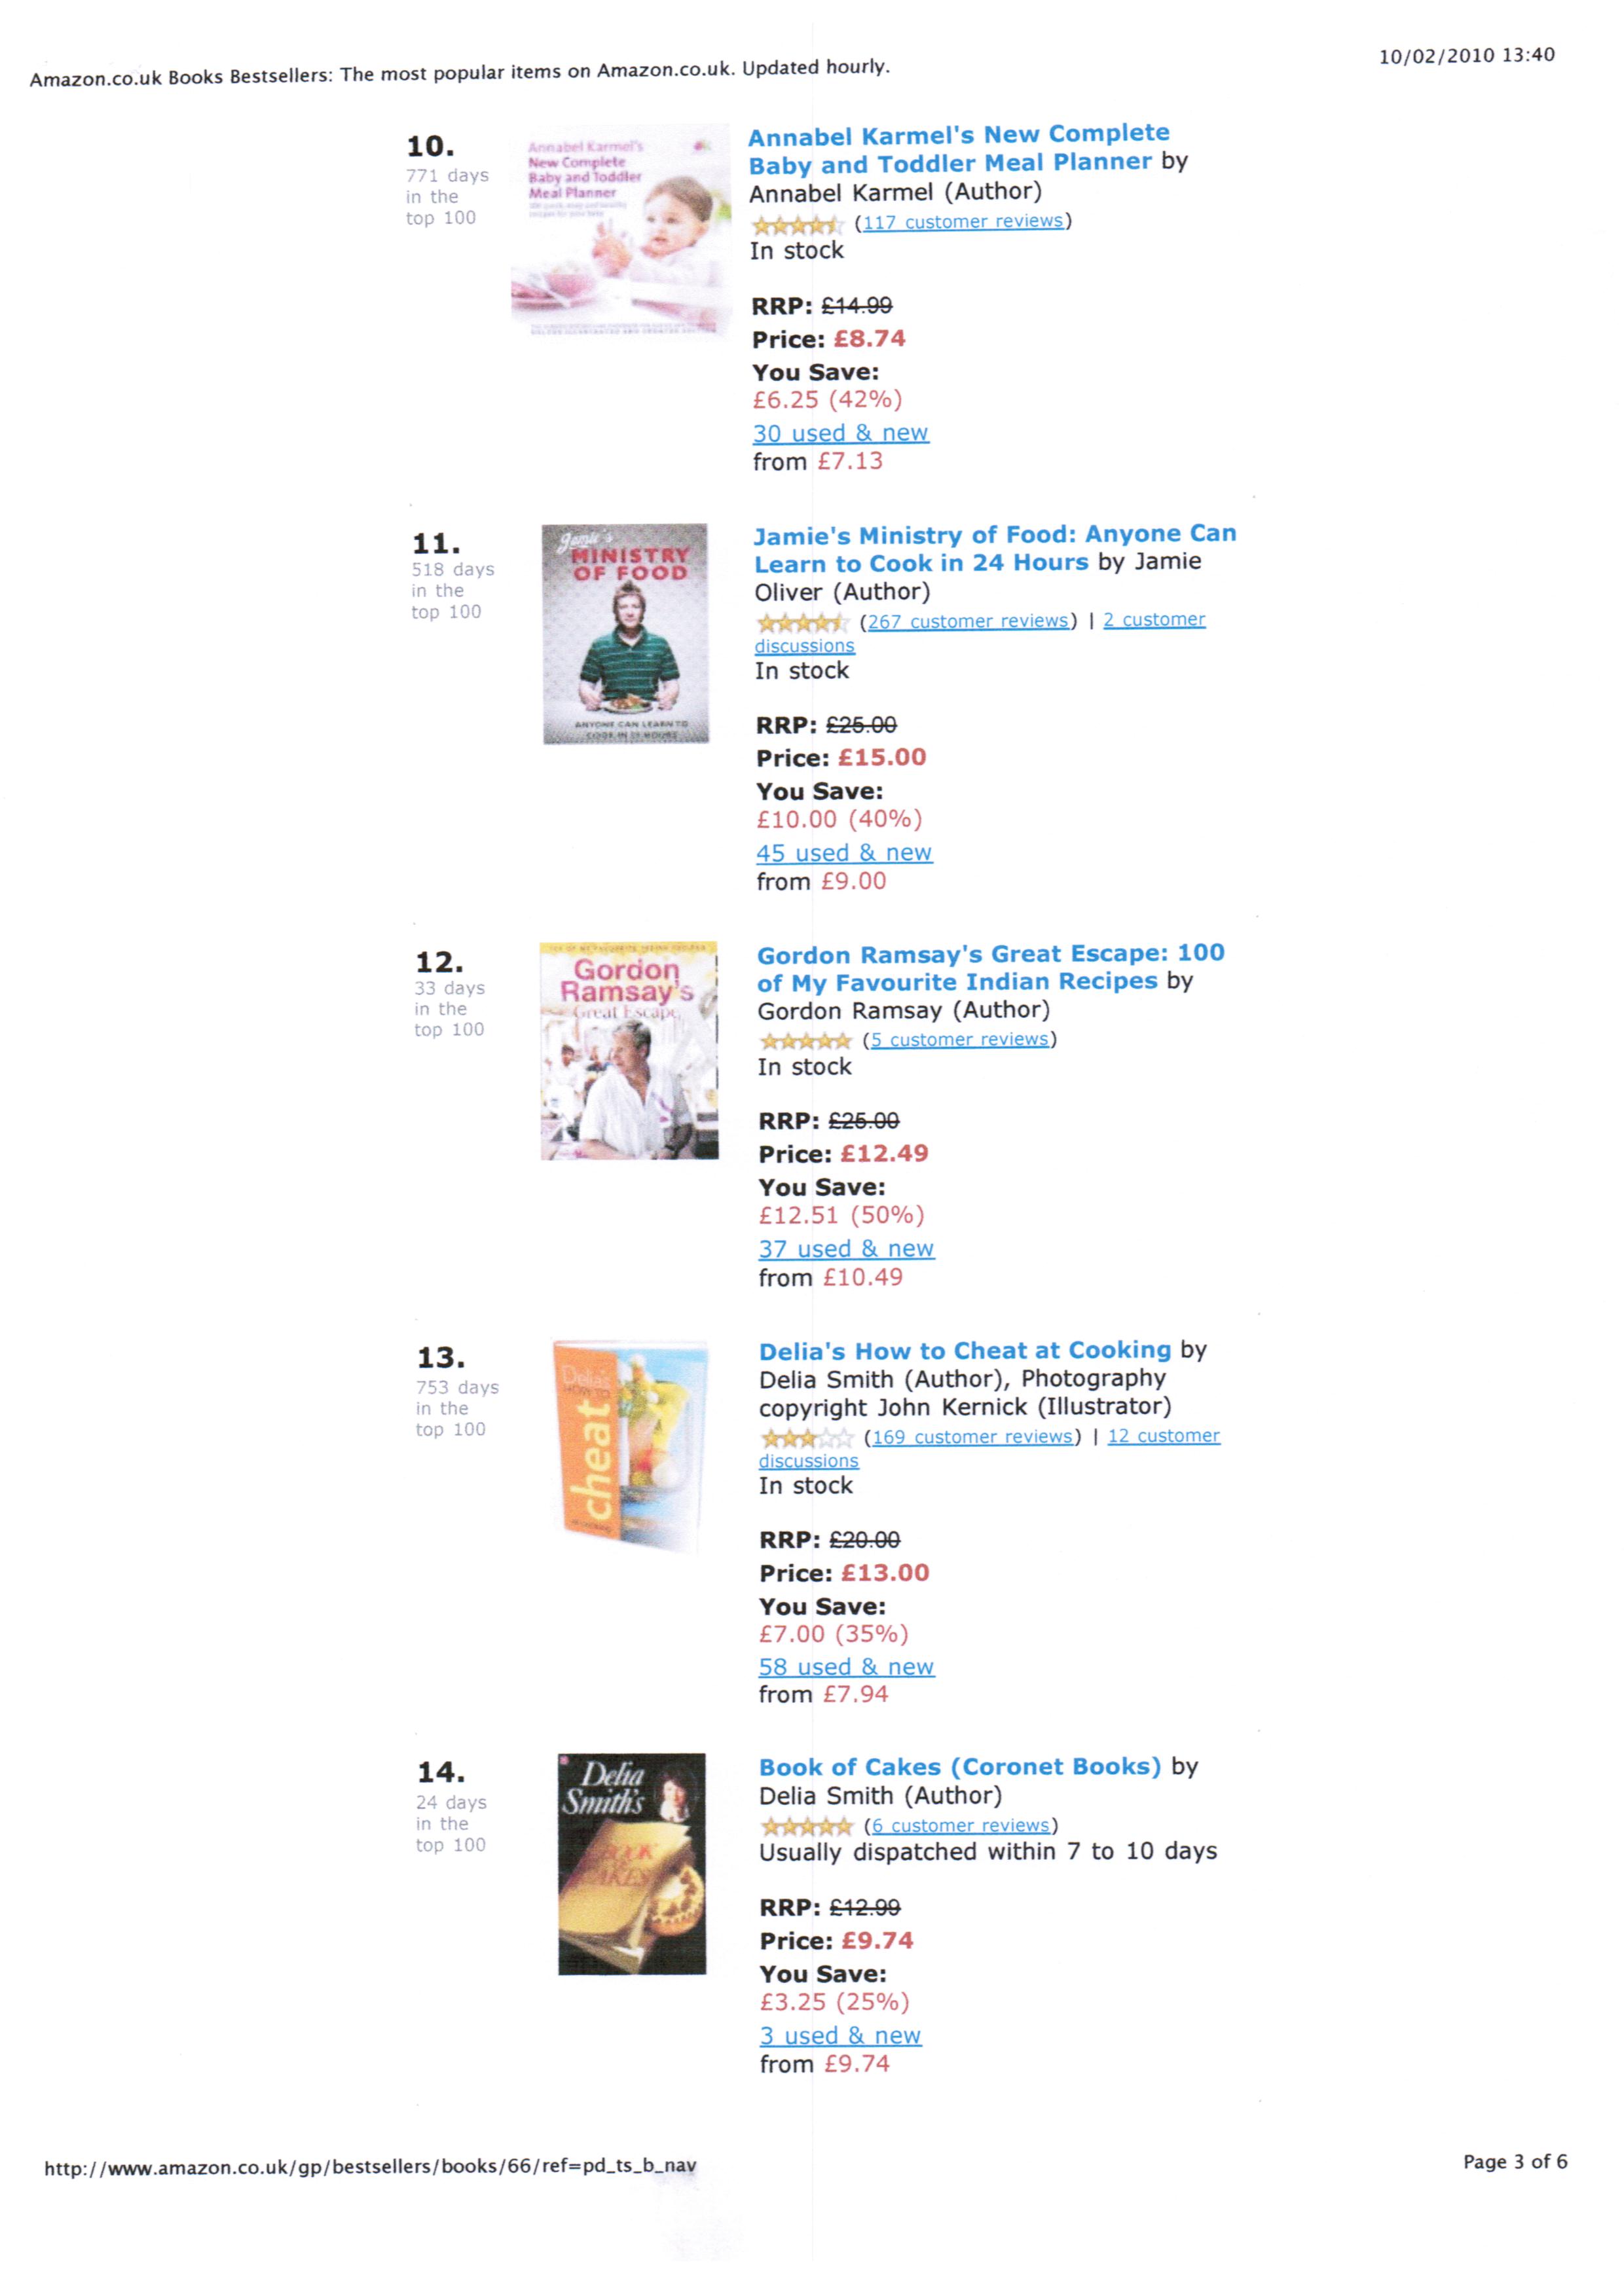 Amazon.co.uk Books Bestsellers: The most popular items on Amazon.co.uk. Updated hourly.
10/02/2010 13:40
10.
771 days
in the
top 100
Annabel Karmel's
New Complete
Baby and Toddler
Meal Planner
Annabel Karmel's New Complete
Baby and Toddler Meal Planner by
Annabel Karmel (Author)
(117 customer reviews)
In stock
RRP: £14.99
Price: £8.74
You Save:
£6.25 (42%)
30 used & new
from £7.13
11.
518 days
in the
top 100
Jamie's
MINISTRY
OF FOOD
ANYONE CAN LEARN TO
COOK IN 24 HOURS
Jamie's Ministry of Food: Anyone Can
Learn to Cook in 24 Hours by Jamie
Oliver (Author)
(267 customer reviews) | 2 customer
discussions
In stock
RRP: £25.00
Price: £15.00
You Save:
£10.00 (40%)
45 used & new
from £9.00
12.
33 days
in the
top 100
Gordon
Ramsay's
Great Escape
Gordon Ramsay's Great Escape: 100
of My Favourite Indian Recipes by
Gordon Ramsay (Author)
(5 customer reviews)
In stock
RRP: £25.00
Price: £12.49
You Save:
£12.51 (50%)
37 used & new
from £10.49
13.
753 days
in the
top 100
Delia's
HOW TO
cheat
Delia's How to Cheat at Cooking by
Delia Smith (Author), Photography
copyright John Kernick (Illustrator)
(169 customer reviews) | 12 customer
discussions
In stock
RRP: £20.00
Price: £13.00
You Save:
£7.00 (35%)
58 used & new
from £7.94
14.
24 days
in the
top 100
Delia
Smith's
BOOK
CAKES
Book of Cakes (Coronet Books) by
Delia Smith (Author)
(6 customer reviews)
Usually dispatched within 7 to 10 days
RRP: £12.99
Price: £9.74
You Save:
£3.25 (25%)
3 used & new
from £9.74
http://www.amazon.co.uk/gp/bestsellers/books/66/ref=pd_ts_b_nav
Page 3 of 6